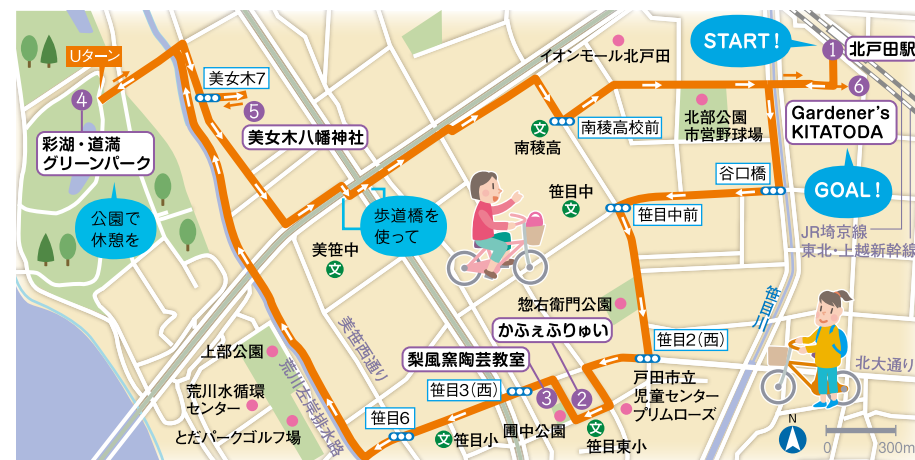 Uターン
美女木7
4
5
美女木八幡神社
彩湖・道満
グリーンパーク
公園で
休憩を
イオンモール北戸田
START!
1
北戸田駅
6
Gardener's
KITATODA
GOAL!
北部公園
市営野球場
南稜高校前
文
南稜高
谷口橋
笹目中
文
笹目中前
歩道橋を
使って
美笹中
文
JR埼京線
東北・上越新幹線
笹目川
惣右衛門公園
かふぇふりゅい
梨風窯陶芸教室
笹目2(西)
北大通り
戸田市立
児童センター
プリムローズ
美笹西通り
上部公園
荒川水循環
センター
とだパークゴルフ場
荒川左岸排水路
笹目3(西)
3
2
笹目6
文
笹目小
圃中公園
文
笹目東小
N
0
300m